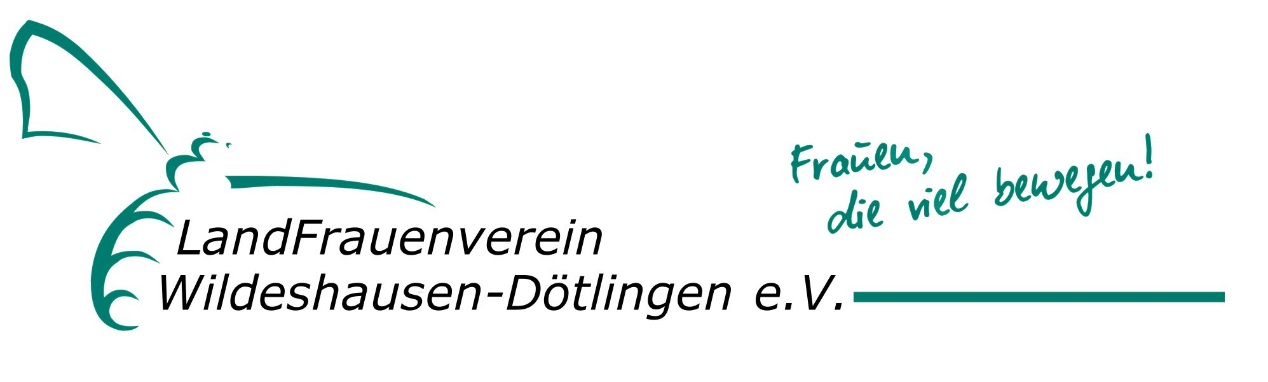 Frauen,
die viel bewegen!
LandFrauenverein
Wildeshausen-Dötlingen e.V.